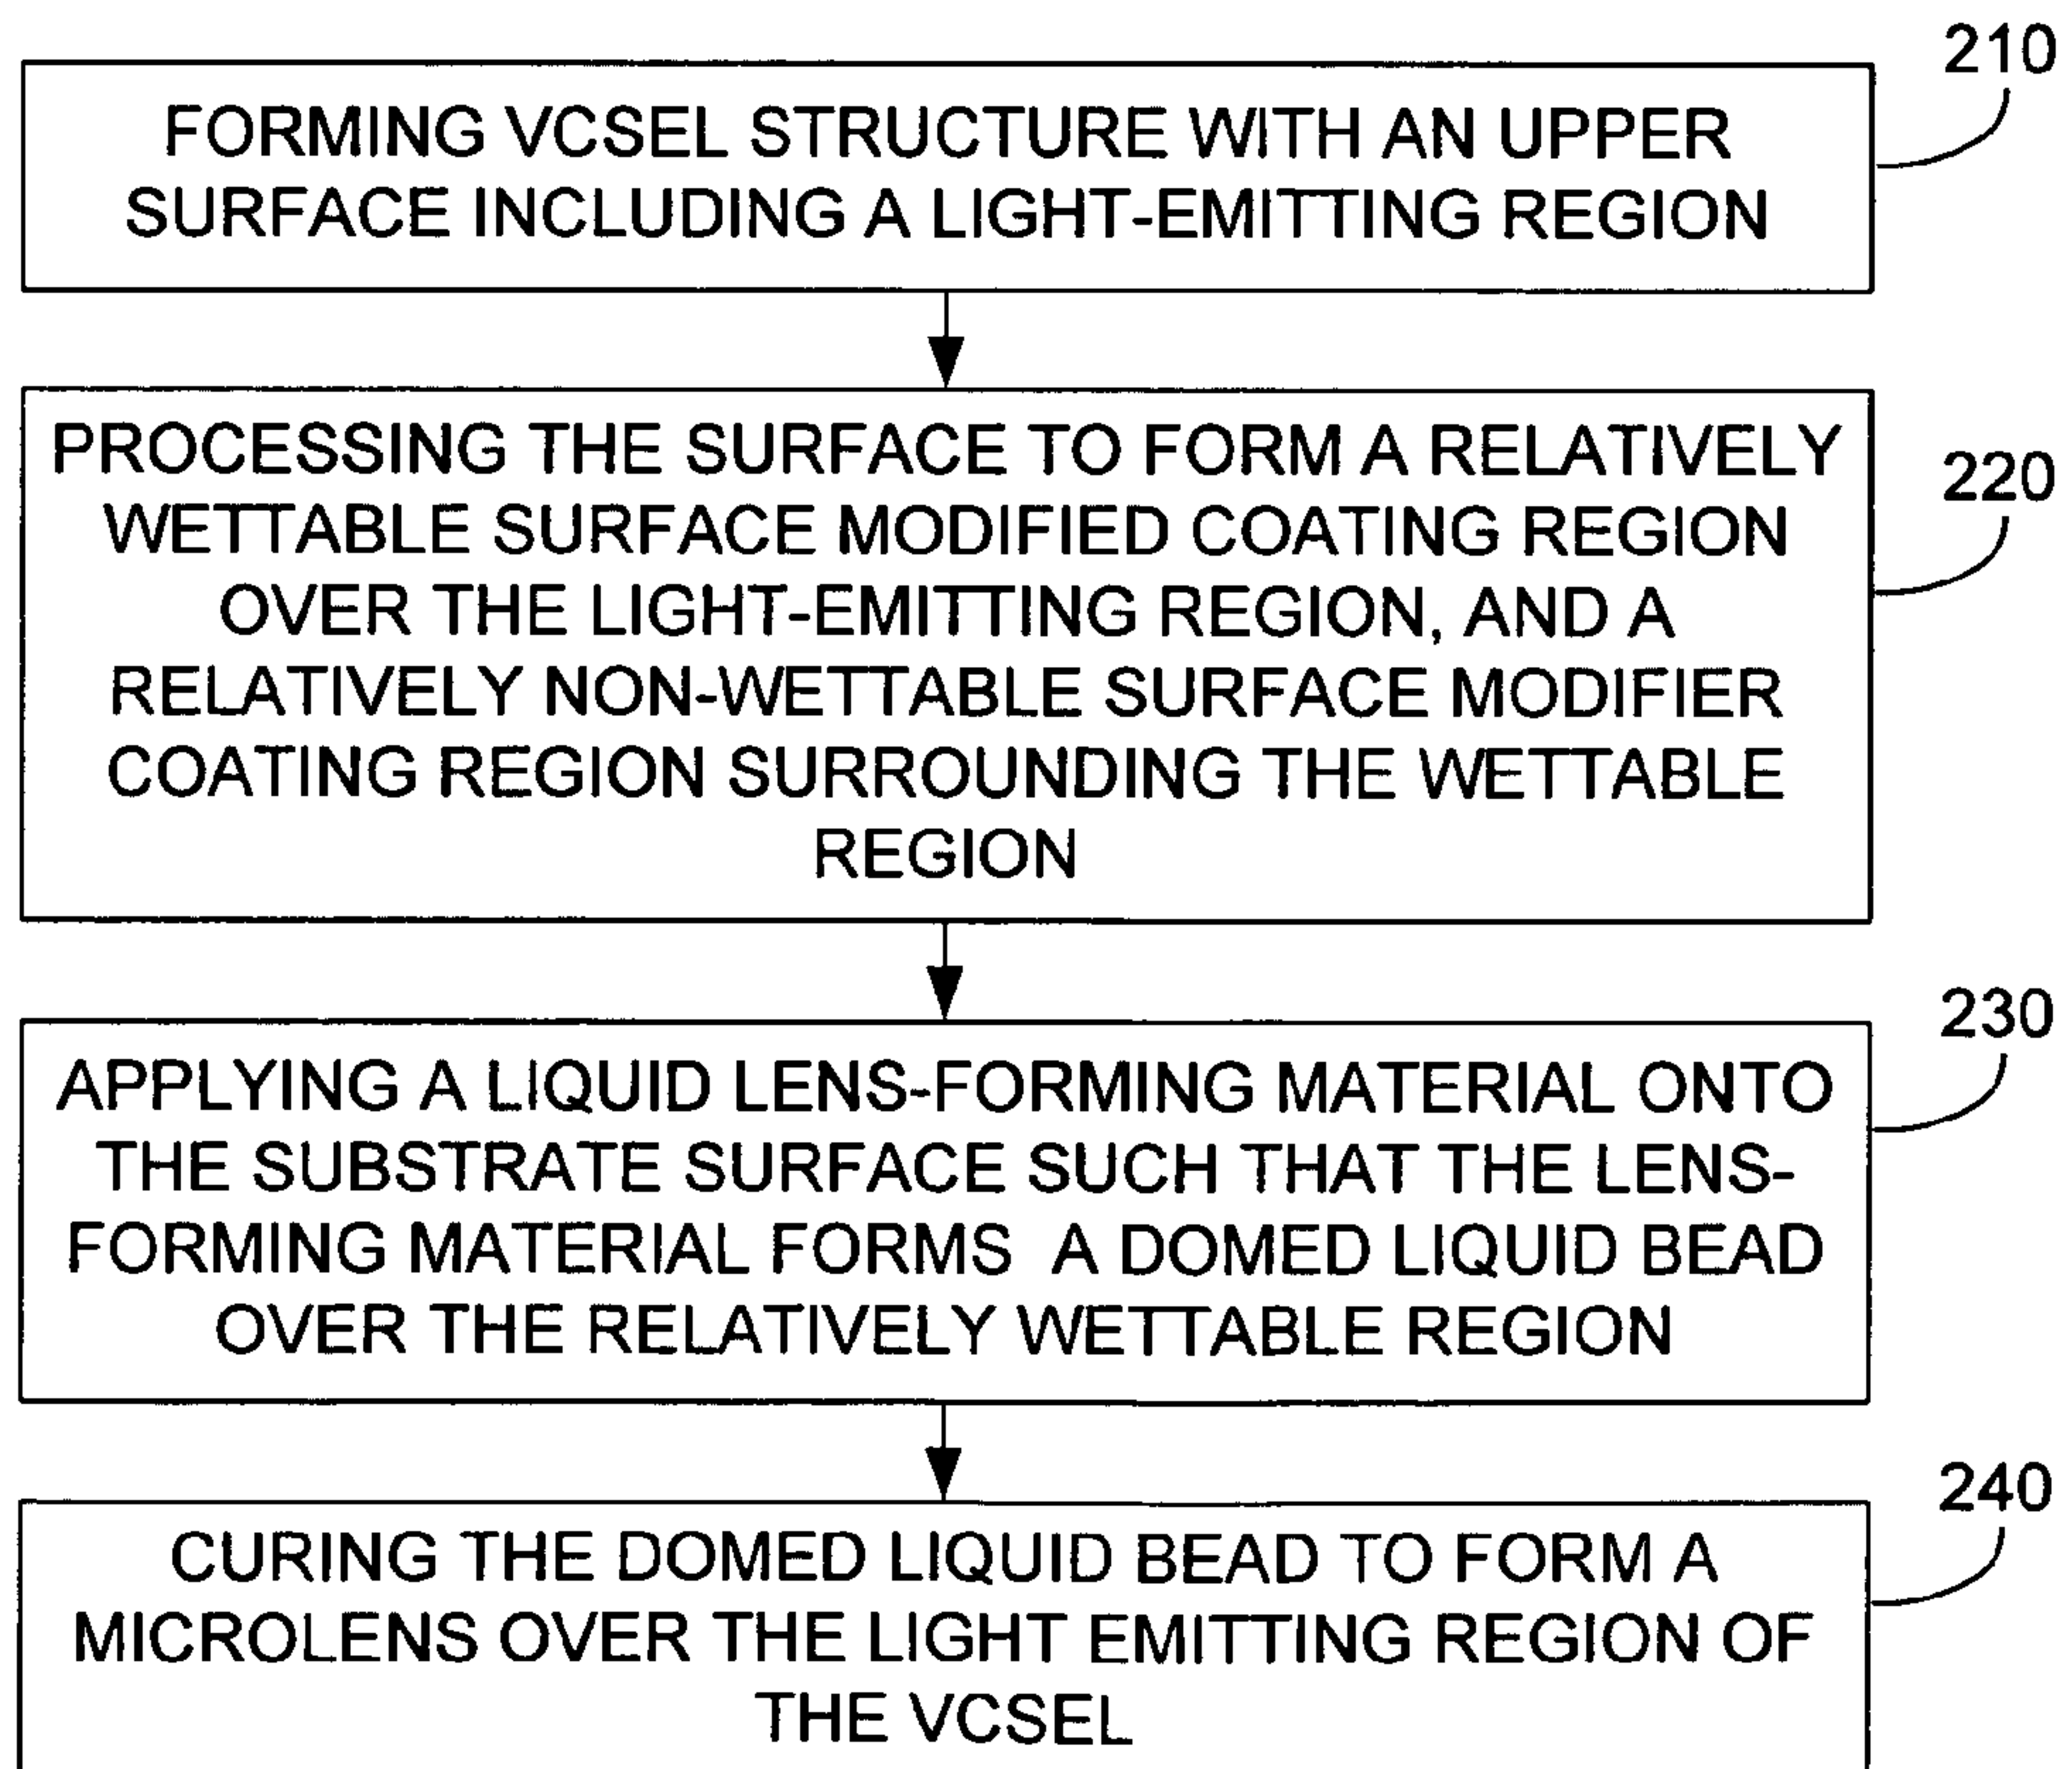 210
FORMING VCSEL STRUCTURE WITH AN UPPER
SURFACE INCLUDING A LIGHT-EMITTING REGION
220
PROCESSING THE SURFACE TO FORM A RELATIVELY
WETTABLE SURFACE MODIFIED COATING REGION
OVER THE LIGHT-EMITTING REGION, AND A
RELATIVELY NON-WETTABLE SURFACE MODIFIER
COATING REGION SURROUNDING THE WETTABLE
REGION
230
APPLYING A LIQUID LENS-FORMING MATERIAL ONTO
THE SUBSTRATE SURFACE SUCH THAT THE LENS-
FORMING MATERIAL FORMS A DOMED LIQUID BEAD
OVER THE RELATIVELY WETTABLE REGION
240
CURING THE DOMED LIQUID BEAD TO FORM A
MICROLENS OVER THE LIGHT EMITTING REGION OF
THE VCSEL